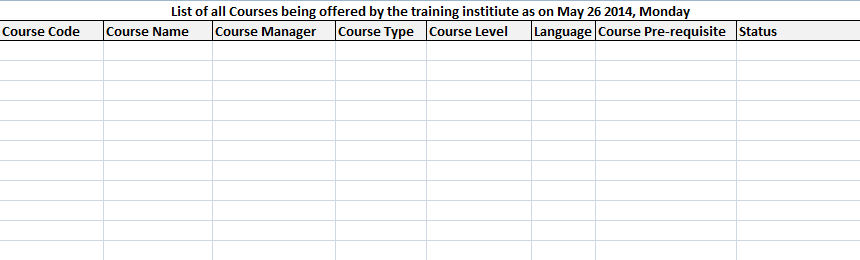 List of all Courses being offered by the training institiute as on May 26 2014, Monday
Course Code Course Name Course Manager Course Type Course Level Language Course Pre-requisite Status